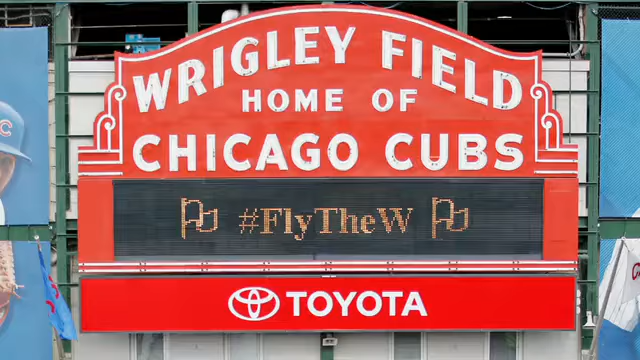 WRIGLEY FIELD
HOME OF
CHICAGO CUBS
#FlyTheW
TOYOTA